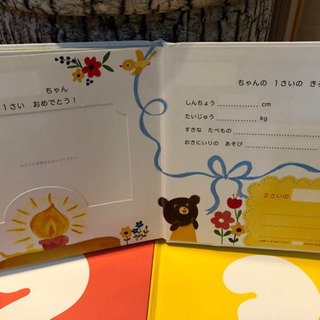 ちゃん
1さい おめでとう!
ちゃんの 1さいの き
しんちょう cm
たいじゅう kg
すきな たべもの
おきにいりの あそび
2さいの